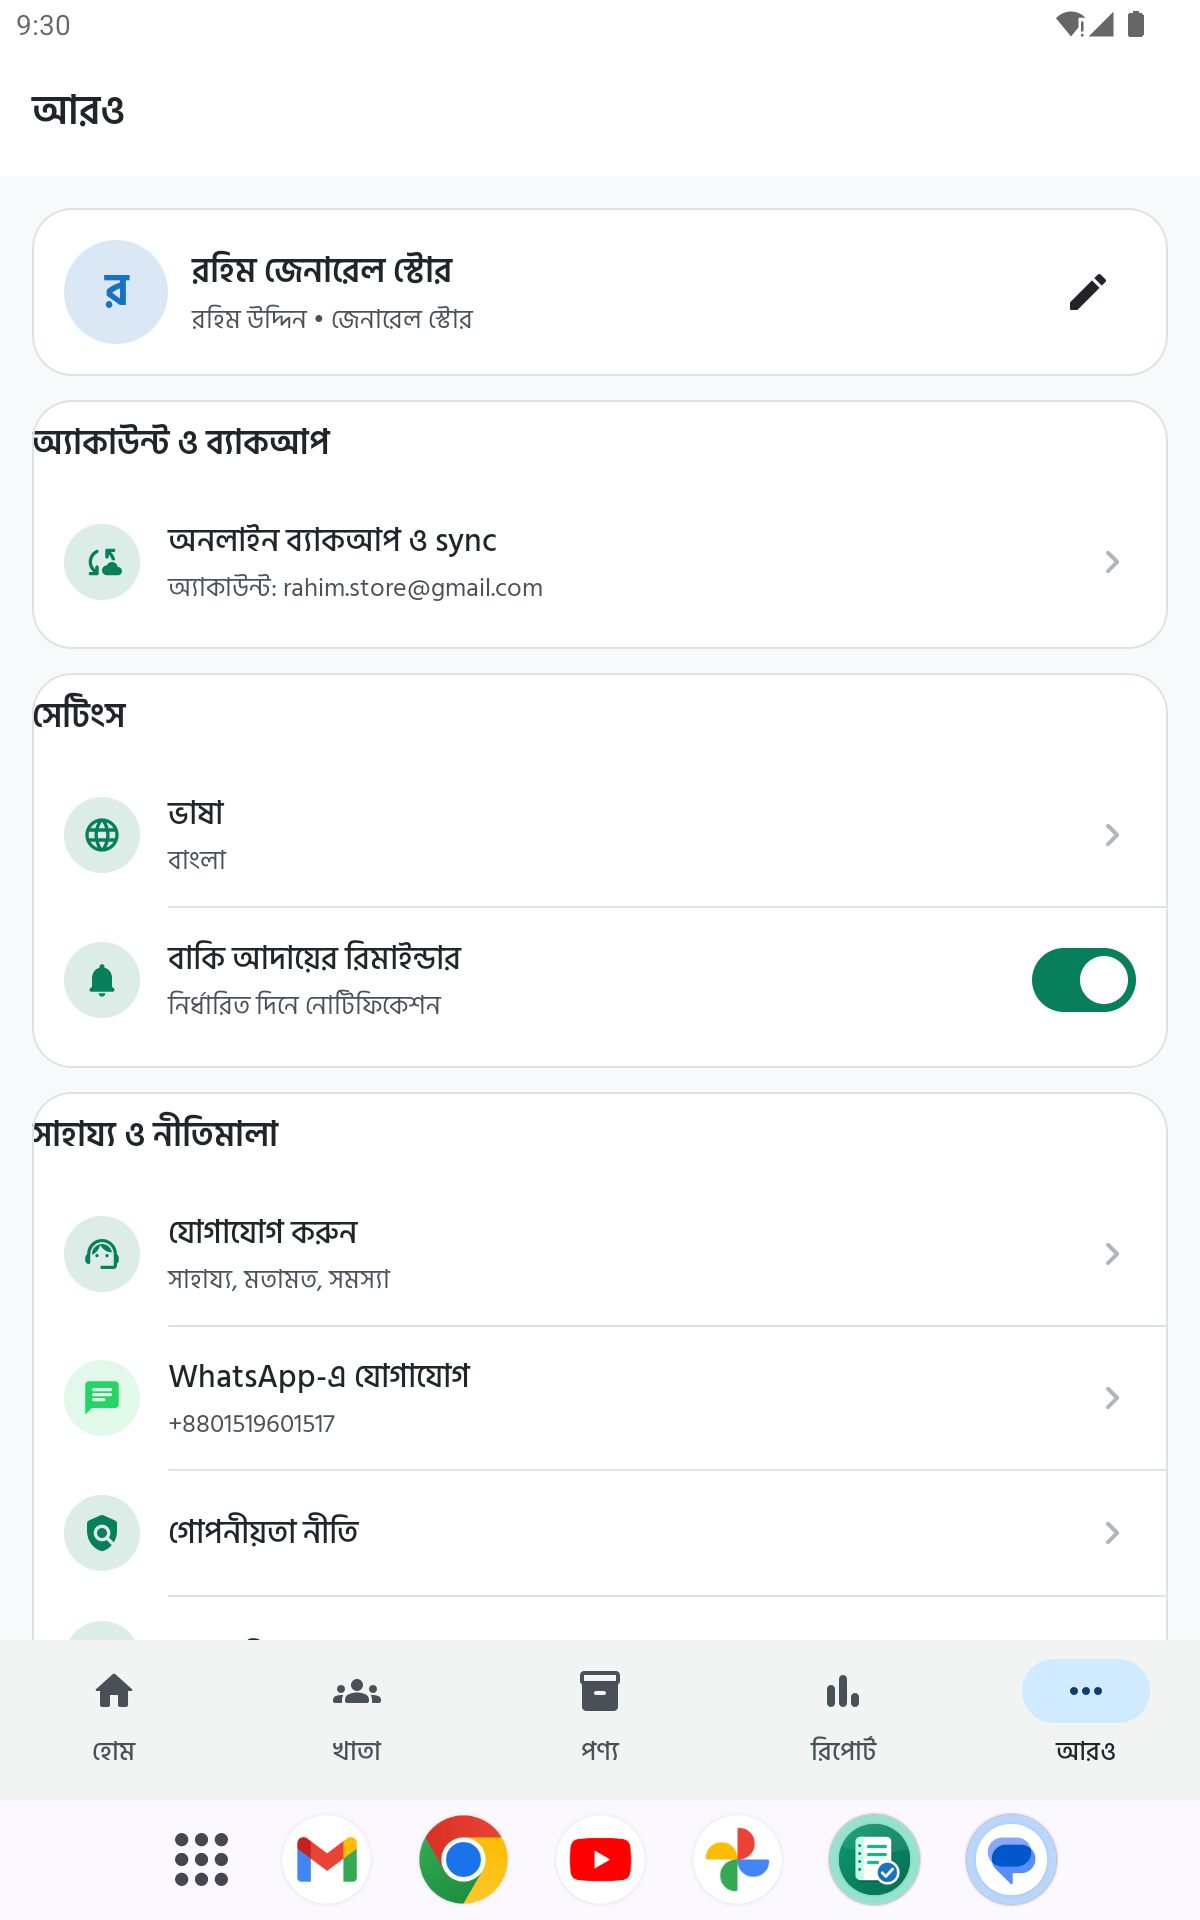 9:30
আরও
র
রহিম জেনারেল স্টোর
রহিম উদ্দিন • জেনারেল স্টোর
অ্যাকাউন্ট ও ব্যাকআপ
অনলাইন ব্যাকআপ ও sync
অ্যাকাউন্ট: rahim.store@gmail.com
সেটিংস
ভাষা
বাংলা
বাকি আদায়ের রিমাইন্ডার
নির্ধারিত দিনে নোটিফিকেশন
সাহায্য ও নীতিমালা
যোগাযোগ করুন
সাহায্য, মতামত, সমস্যা
WhatsApp-এ যোগাযোগ
+8801519601517
গোপনীয়তা নীতি
হোম
খাতা
পণ্য
রিপোর্ট
আরও